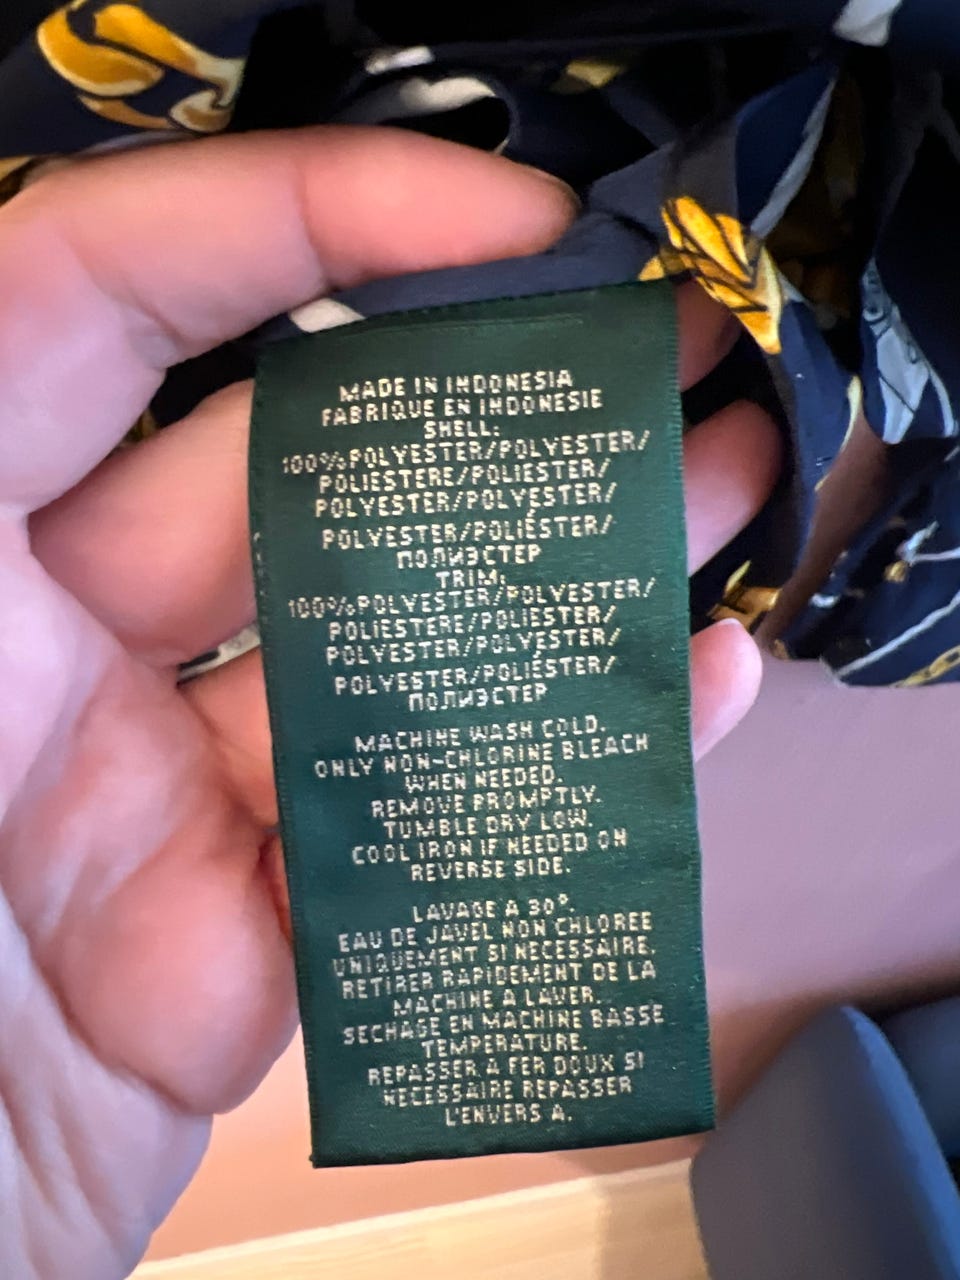 MADE IN INDONESIA
FABRIQUE EN INDONESIE
SHELL:
100%POLYESTER/POLYESTER/
POLIESTERE/POLIESTER/
POLYESTER/POLYESTER/
POLYESTER/POLIÉSTER/
ПОЛИЭСТЕР
TRIM:
100%POLYESTER/POLYESTER/
POLIESTERE/POLIESTER/
POLYESTER/POLYESTER/
POLYESTER/POLIÉSTER/
ПОЛИЭСТЕР
MACHINE WASH COLD.
ONLY NON-CHLORINE BLEACH
WHEN NEEDED.
REMOVE PROMPTLY.
TUMBLE DRY LOW.
COOL IRON IF NEEDED ON
REVERSE SIDE.
LAVAGE A 30°.
EAU DE JAVEL NON CHLOREE
UNIQUEMENT SI NECESSAIRE.
RETIRER RAPIDEMENT DE LA
MACHINE A LAVER.
SECHAGE EN MACHINE BASSE
TEMPERATURE.
REPASSER A FER DOUX SI
NECESSAIRE REPASSER
L'ENVERS A.